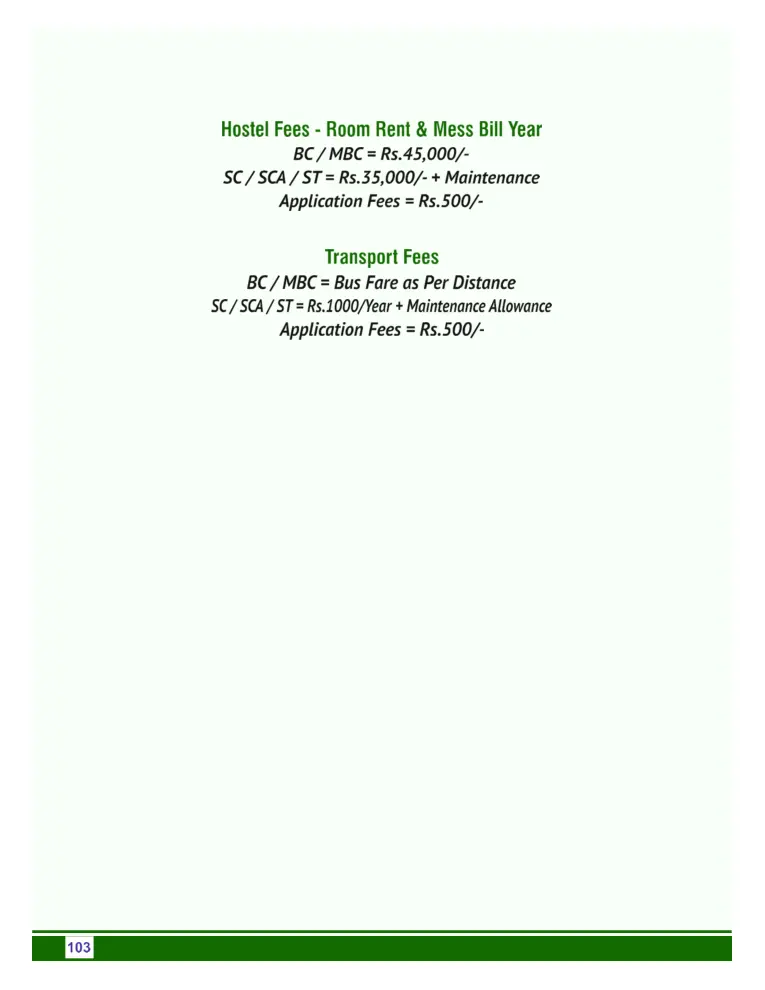 Hostel Fees - Room Rent & Mess Bill Year
BC / MBC = Rs.45,000/-
SC / SCA / ST = Rs.35,000/- + Maintenance
Application Fees = Rs.500/-
Transport Fees
BC / MBC = Bus Fare as Per Distance
SC / SCA / ST = Rs.1000/Year + Maintenance Allowance
Application Fees = Rs.500/-
103